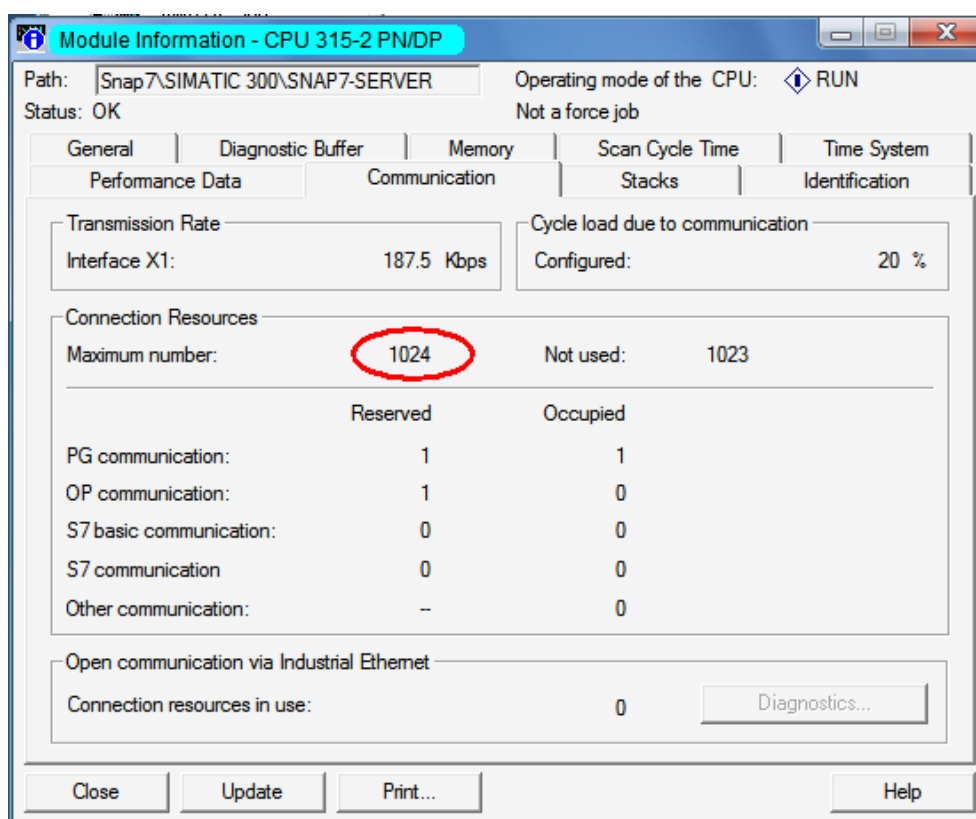 Module Information - CPU 315-2 PN/DP
Path: Snap7\SIMATIC 300\SNAP7-SERVER Operating mode of the CPU: RUN
Status: OK Not a force job
General Diagnostic Buffer Memory Scan Cycle Time Time System
Performance Data Communication Stacks Identification
Transmission Rate Cycle load due to communication
Interface X1: 187.5 Kbps Configured: 20 %
Connection Resources
Maximum number: 1024 Not used: 1023
Reserved Occupied
PG communication: 1 1
OP communication: 1 0
S7 basic communication: 0 0
S7 communication 0 0
Other communication: -- 0
Open communication via Industrial Ethernet
Connection resources in use: 0 Diagnostics...
Close Update Print... Help